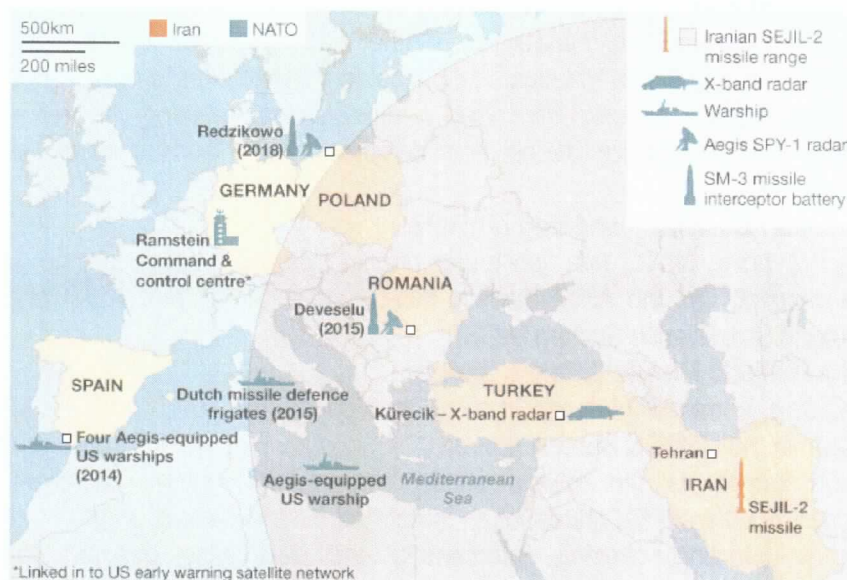 500km
200 miles
Iran
NATO
Iranian SEJIL-2
missile range
X-band radar
Warship
Aegis SPY-1 radar
SM-3 missile
interceptor battery
Redzikowo
(2018)
GERMANY
POLAND
Ramstein
Command &
control centre*
ROMANIA
Deveselu
(2015)
SPAIN
Dutch missile defence
frigates (2015)
TURKEY
Kürecik – X-band radar
Four Aegis-equipped
US warships
(2014)
Aegis-equipped
US warship
Mediterranean
Sea
Tehran
IRAN
SEJIL-2
missile
*Linked in to US early warning satellite network